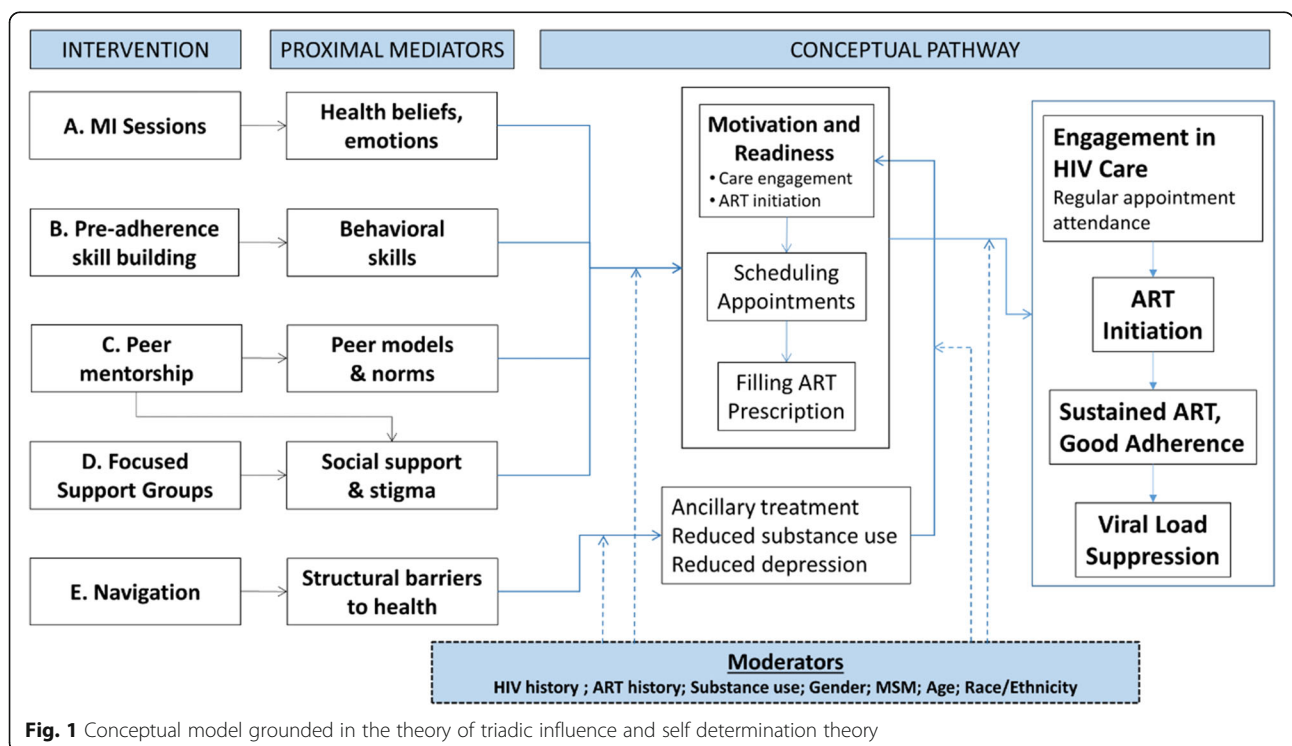 INTERVENTION
PROXIMAL MEDIATORS
CONCEPTUAL PATHWAY
A. MI Sessions
Health beliefs,
emotions
B. Pre-adherence
skill building
Behavioral
skills
C. Peer
mentorship
Peer models
& norms
D. Focused
Support Groups
Social support
& stigma
E. Navigation
Structural barriers
to health
Motivation and
Readiness
• Care engagement
• ART initiation
Scheduling
Appointments
Filling ART
Prescription
Ancillary treatment
Reduced substance use
Reduced depression
Engagement in
HIV Care
Regular appointment
attendance
ART
Initiation
Sustained ART,
Good Adherence
Viral Load
Suppression
Moderators
HIV history ; ART history; Substance use; Gender; MSM; Age; Race/Ethnicity
Fig. 1 Conceptual model grounded in the theory of triadic influence and self determination theory